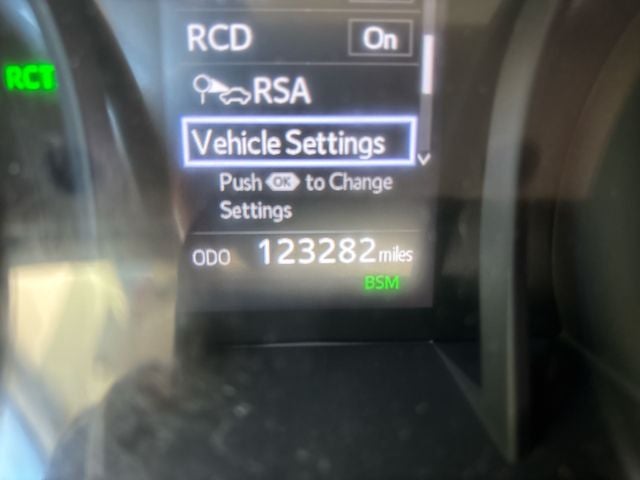 RCD On
RCT
RSA
Vehicle Settings
Push OK to Change
Settings
ODO 123282 miles
BSM